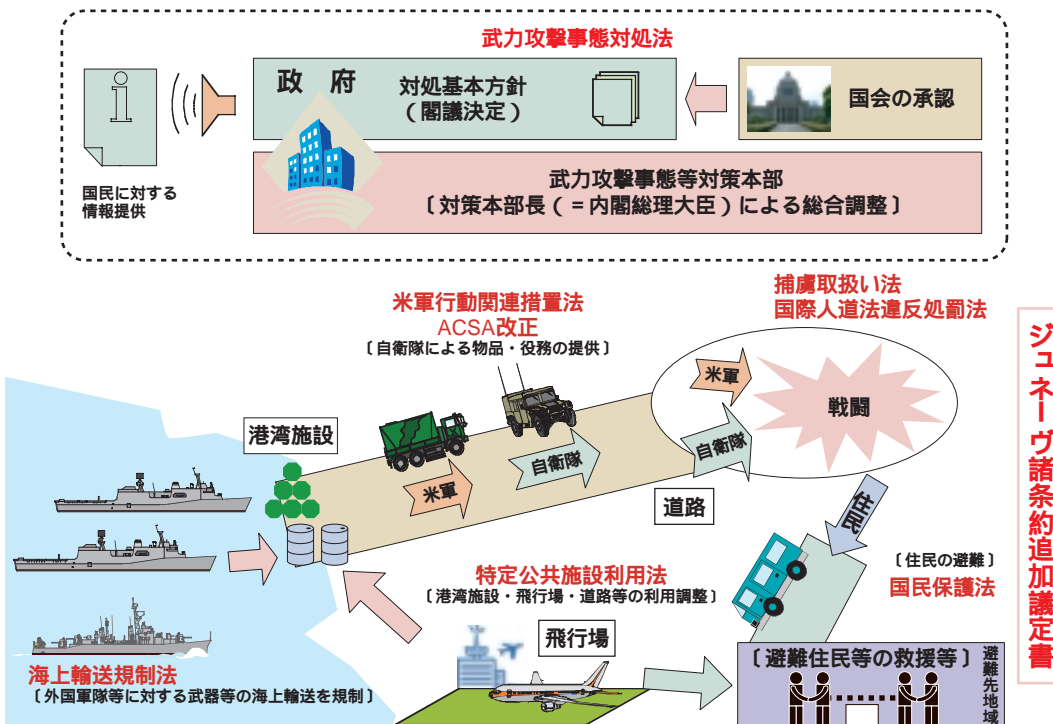 武力攻撃事態対処法
政 府
対処基本方針
（閣議決定）
国会の承認
国民に対する
情報提供
武力攻撃事態等対策本部
〔対策本部長（＝内閣総理大臣）による総合調整〕
米軍行動関連措置法
ACSA改正
〔自衛隊による物品・役務の提供〕
捕虜取扱い法
国際人道法違反処罰法
ジュネーヴ諸条約追加議定書
米軍
戦闘
自衛隊
港湾施設
米軍
自衛隊
道路
住民
〔住民の避難〕
国民保護法
特定公共施設利用法
〔港湾施設・飛行場・道路等の利用調整〕
飛行場
海上輸送規制法
〔外国軍隊等に対する武器等の海上輸送を規制〕
〔避難住民等の救援等〕
避難先地域